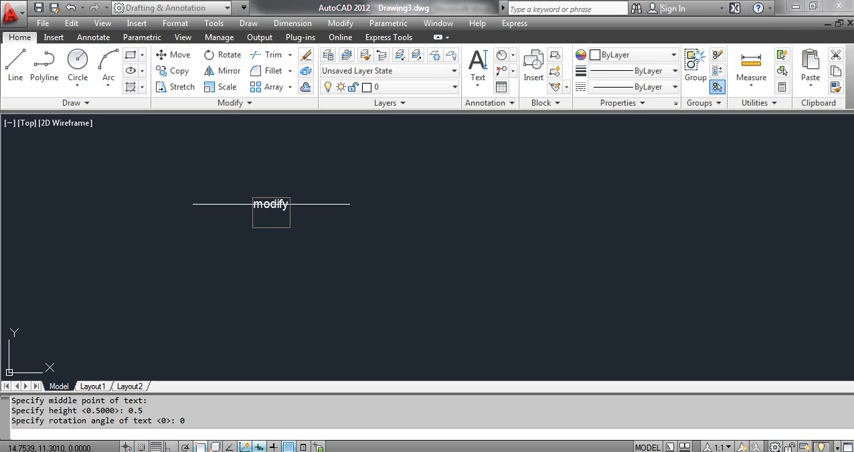 Drafting & Annotation
AutoCAD 2012 Drawing3.dwg
Type a keyword or phrase
Sign In
File Edit View Insert Format Tools Draw Dimension Modify Parametric Window Help Express
Home Insert Annotate Parametric View Manage Output Plug-ins Online Express Tools
Line Polyline Circle Arc
Move Rotate Trim
Copy Mirror Fillet
Stretch Scale Array
Unsaved Layer State
0
Text
Insert
ByLayer
ByLayer
ByLayer
Group
Measure
Paste
Draw Modify Layers Annotation Block Properties Groups Utilities Clipboard
[−] [Top] [2D Wireframe]
modify
Y
X
Model Layout1 Layout2
Specify middle point of text:
Specify height <0.5000>: 0.5
Specify rotation angle of text <0>: 0
14.7539, 11.3010, 0.0000
MODEL
1:1